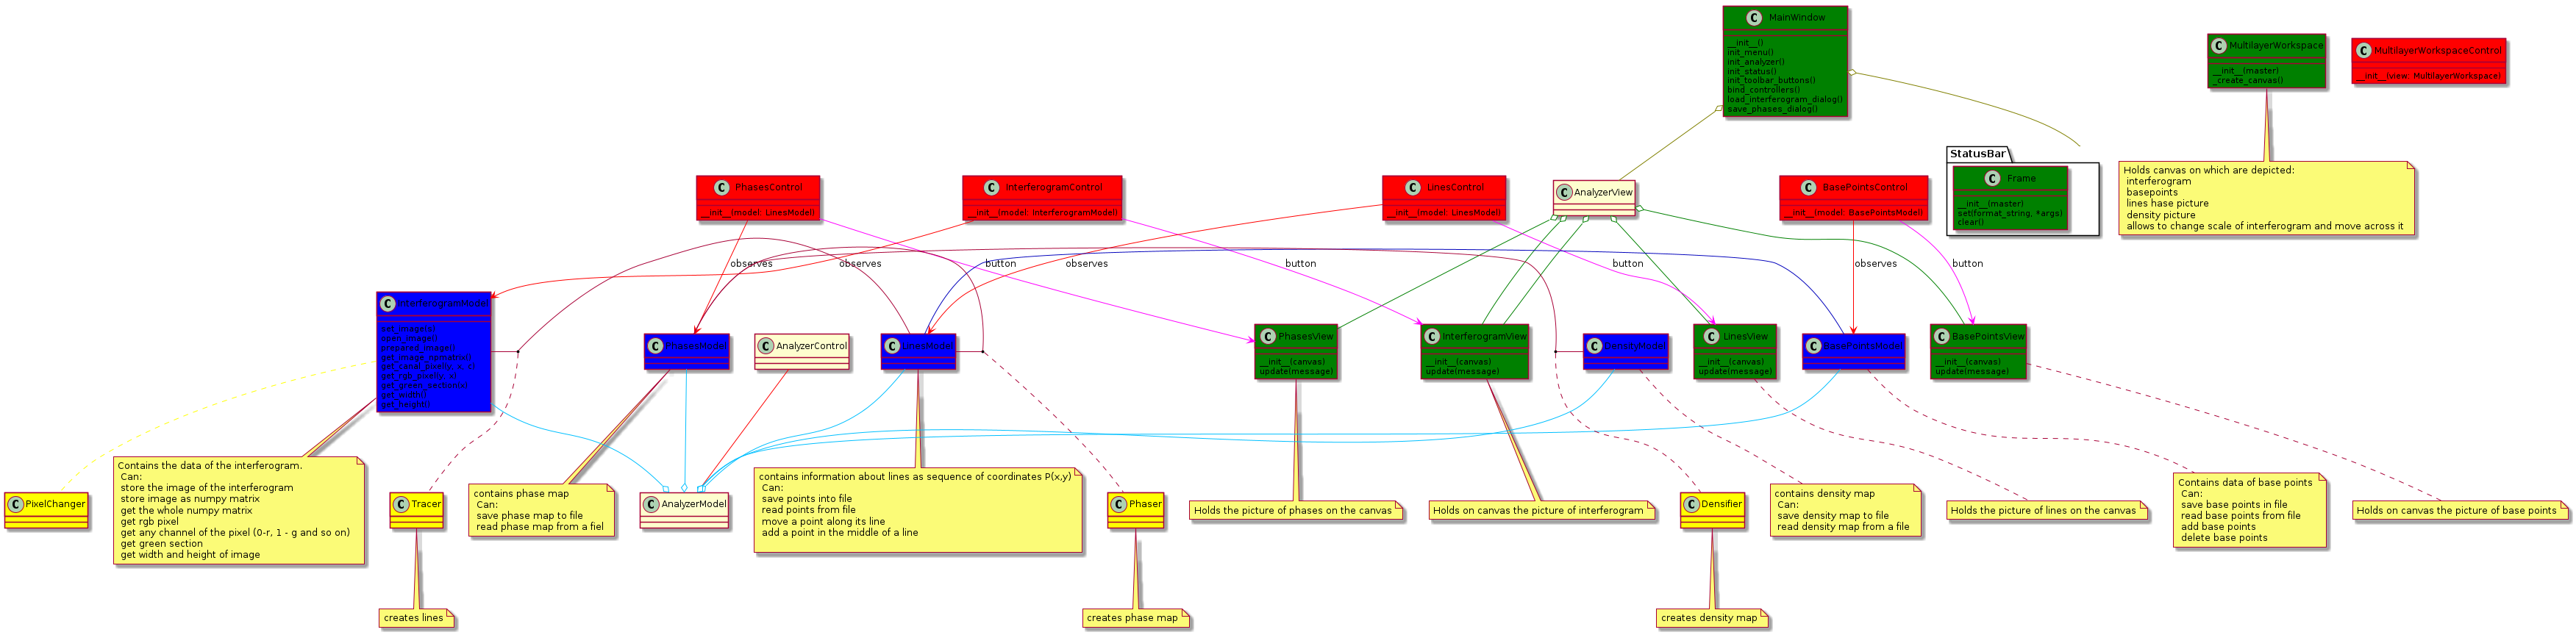 C MainWindow
__init__()
init_menu()
init_analyzer()
init_status()
init_toolbar_buttons()
bind_controllers()
load_interferogram_dialog()
save_phases_dialog()
C MultilayerWorkspace
__init__(master)
_create_canvas()
C MultilayerWorkspaceControl
__init__(view: MultilayerWorkspace)
StatusBar
C Frame
__init__(master)
set(format_string, *args)
clear()
Holds canvas on which are depicted:
interferogram
basepoints
lines hase picture
density picture
allows to change scale of interferogram and move across it
C PhasesControl
__init__(model: LinesModel)
C InterferogramControl
__init__(model: InterferogramModel)
C LinesControl
__init__(model: LinesModel)
C AnalyzerView
C BasePointsControl
__init__(model: BasePointsModel)
observes
observes
button
observes
button
button
observes
button
C InterferogramModel
set_image(s)
open_image()
prepared_image()
get_image_npmatrix()
get_rgb_pixel(y, x)
get_green_section(y)
get_width()
get_height()
C PhasesModel
C AnalyzerControl
C LinesModel
C PhasesView
__init__(canvas)
update(message)
C InterferogramView
__init__(canvas)
update(message)
C DensityModel
C LinesView
__init__(canvas)
update(message)
C BasePointsModel
C BasePointsView
__init__(canvas)
update(message)
C PixelChanger
Contains the data of the interferogram.
Can:
store the image of the interferogram
store image as numpy matrix
get the whole numpy matrix
get rgb pixel
get any channel of the pixel (0-r, 1 - g and so on)
get green section
get width and height of image
C Tracer
contains phase map
Can:
save phase map to file
read phase map from a fiel
C AnalyzerModel
contains information about lines as sequence of coordinates P(x,y)
Can:
save points into file
read points from file
move a point along its line
add a point in the middle of a line
C Phaser
Holds the picture of phases on the canvas
Holds on canvas the picture of interferogram
C Densifier
contains density map
Can:
save density map to file
read density map from a file
Holds the picture of lines on the canvas
Contains data of base points
Can:
save base points in file
read base points from file
add base points
delete base points
Holds on canvas the picture of base points
creates lines
creates phase map
creates density map